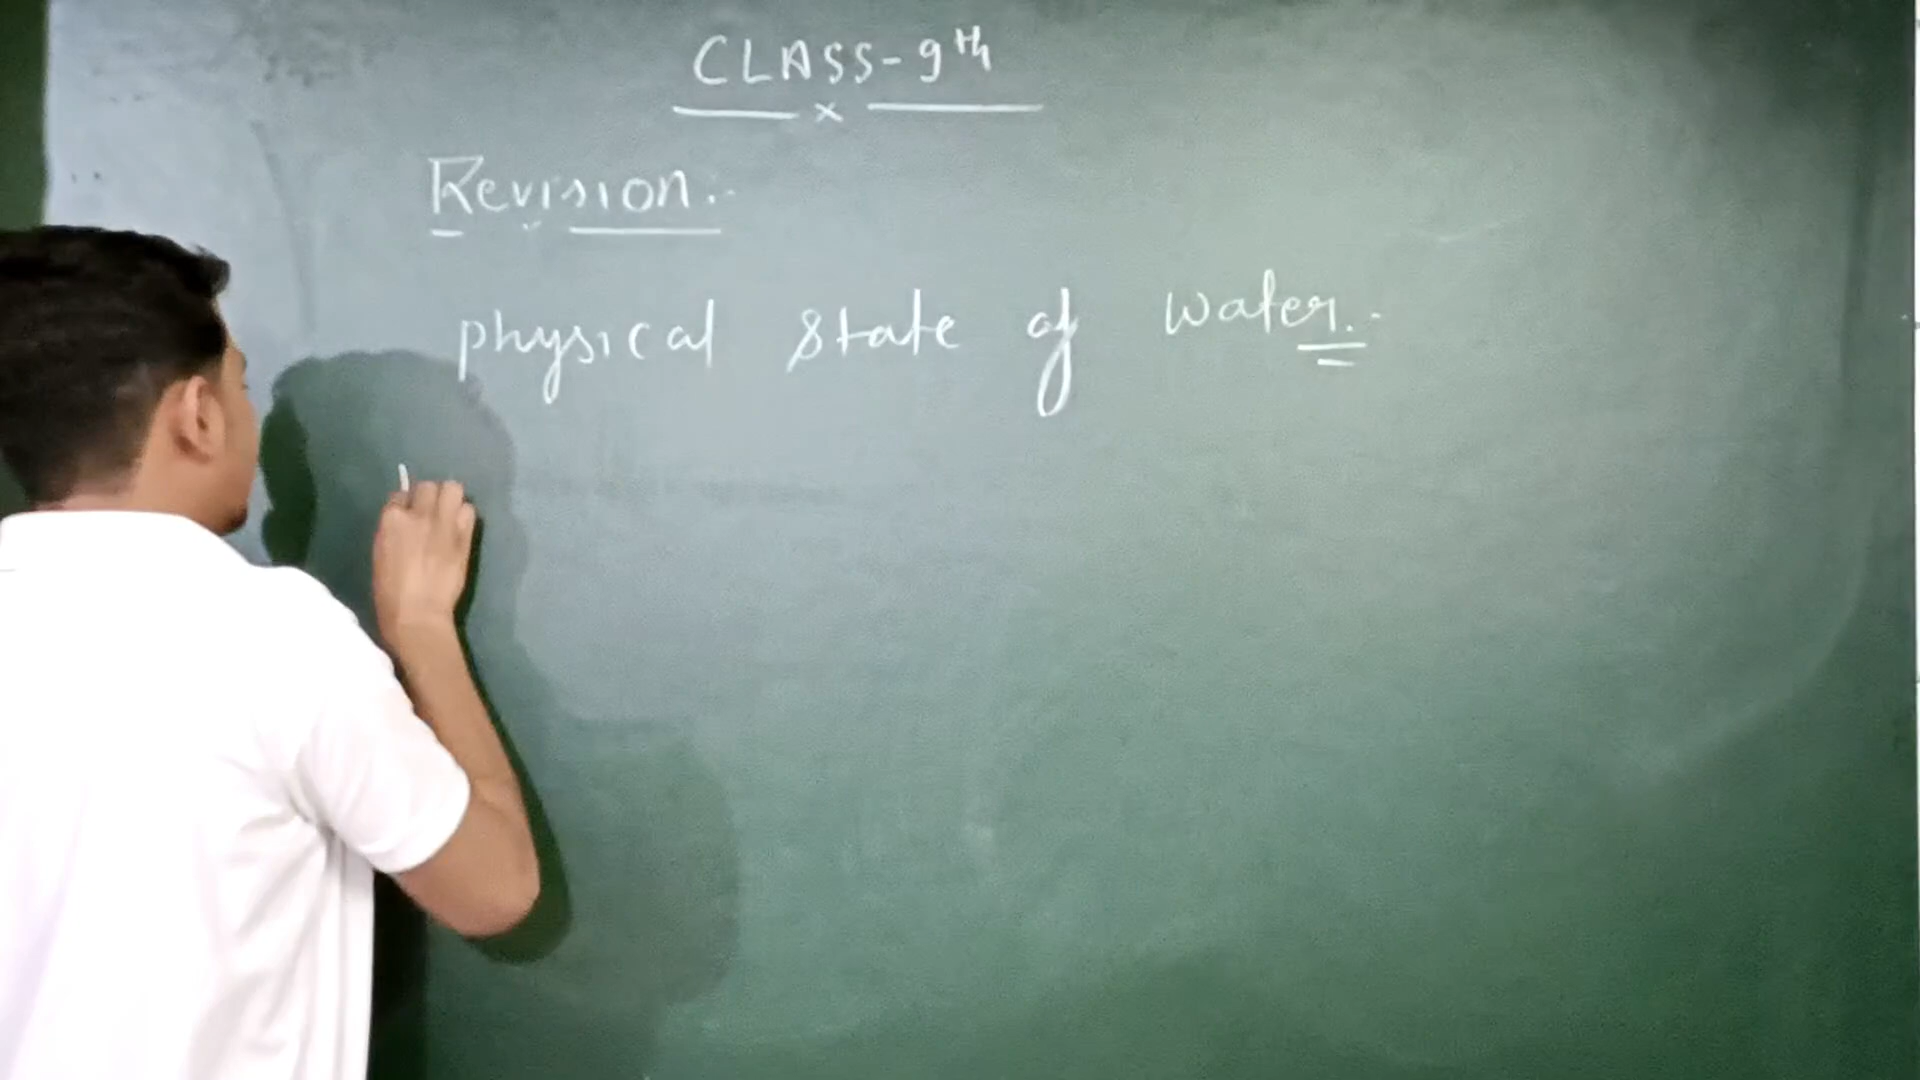 CLASS-9th
x
Revision:-
physical state of water:-